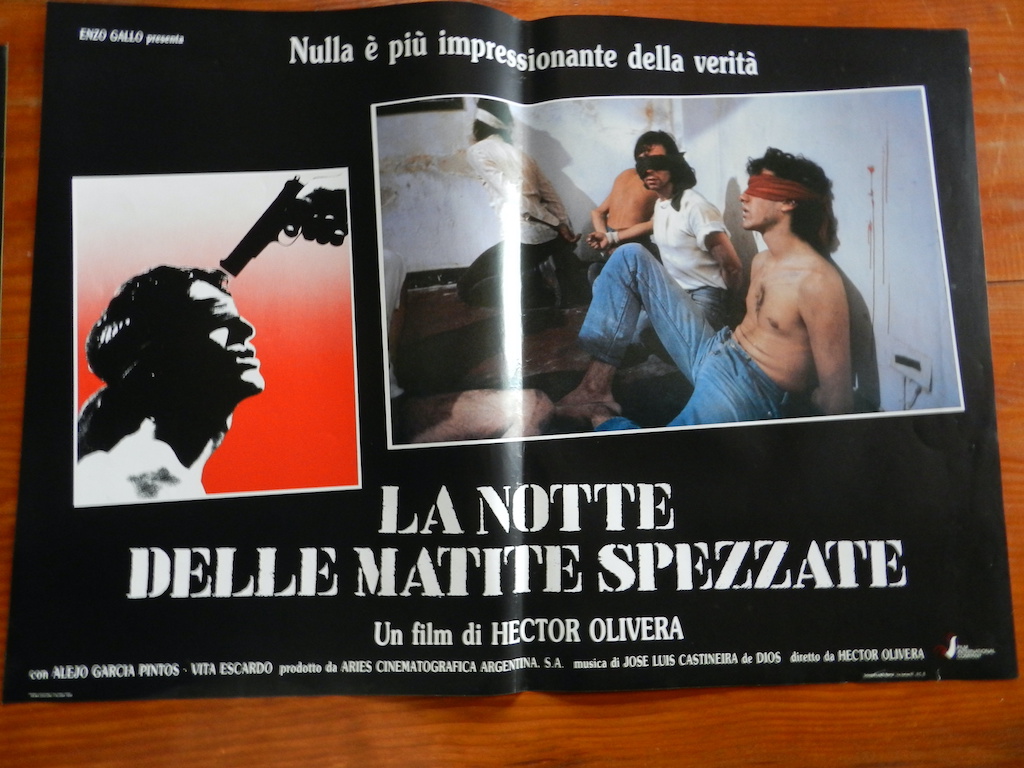 ENZO GALLO presenta
Nulla è più impressionante della verità
LA NOTTE
DELLE MATITE SPEZZATE
Un film di HECTOR OLIVERA
con ALEJO GARCIA PINTOS - VITA ESCARDO prodotto da ARIES CINEMATOGRAFICA ARGENTINA. S.A. musica di JOSE LUIS CASTINEIRA de DIOS diretto da HECTOR OLIVERA